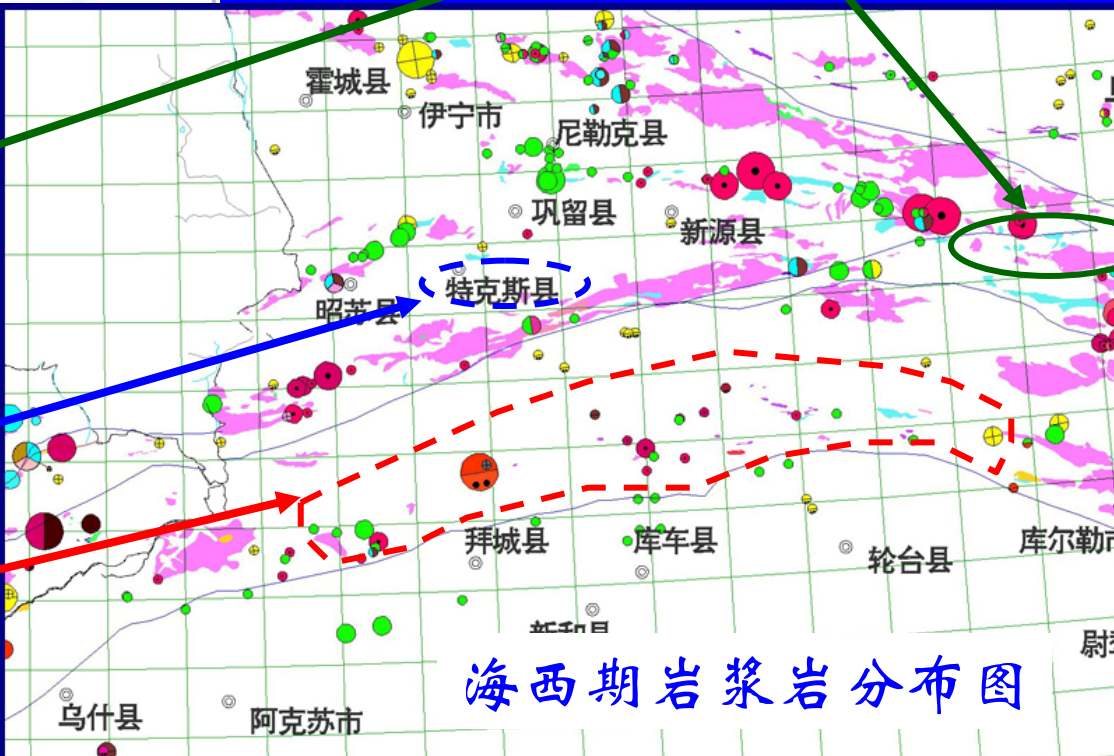 霍城县
伊宁市
尼勒克县
巩留县
新源县
特克斯县
昭苏县
拜城县
库车县
轮台县
库尔勒市
新和县
尉
乌什县
阿克苏市
海西期岩浆岩分布图